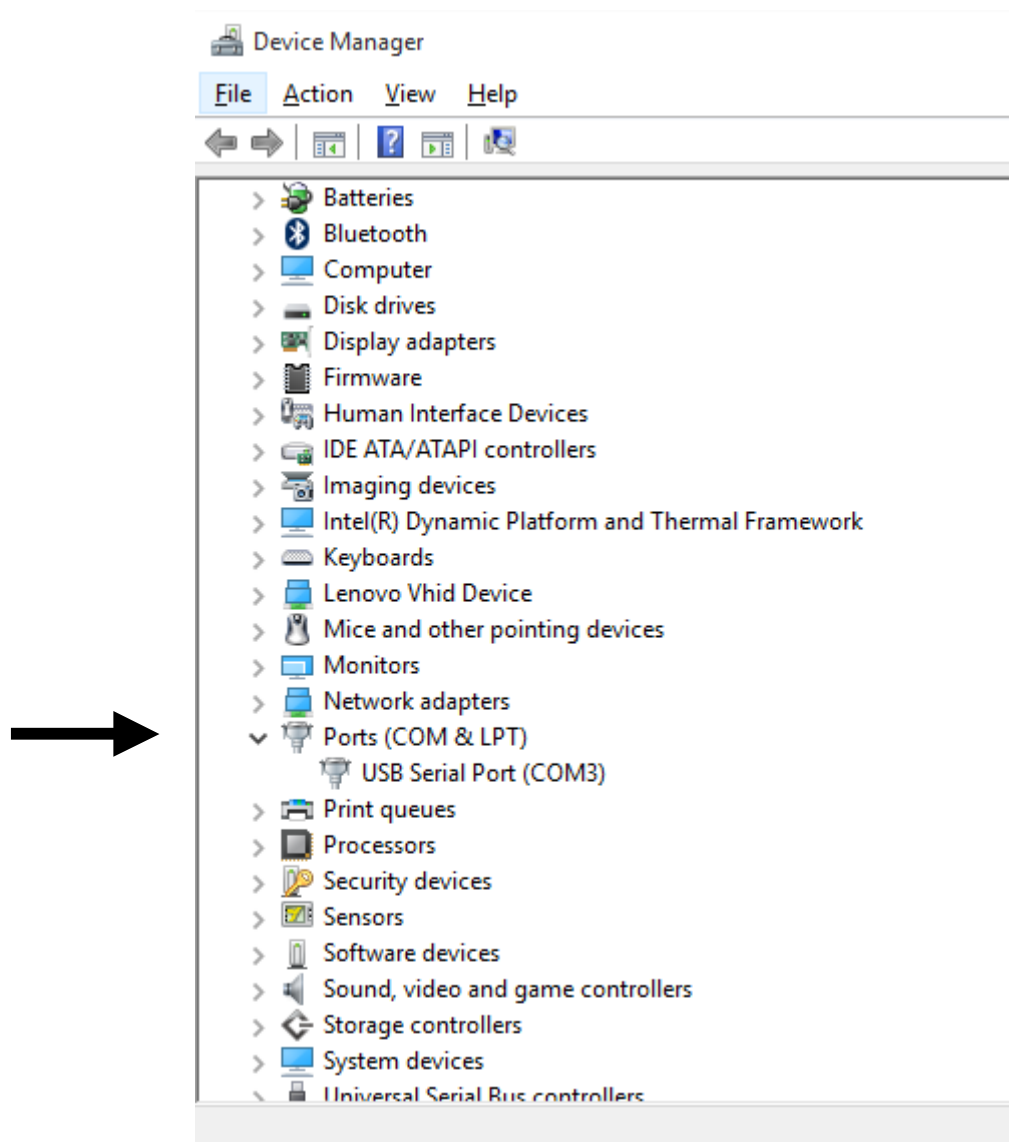 Device Manager
File Action View Help
Batteries
Bluetooth
Computer
Disk drives
Display adapters
Firmware
Human Interface Devices
IDE ATA/ATAPI controllers
Imaging devices
Intel(R) Dynamic Platform and Thermal Framework
Keyboards
Lenovo Vhid Device
Mice and other pointing devices
Monitors
Network adapters
Ports (COM & LPT)
USB Serial Port (COM3)
Print queues
Processors
Security devices
Sensors
Software devices
Sound, video and game controllers
Storage controllers
System devices
Universal Serial Bus controllers